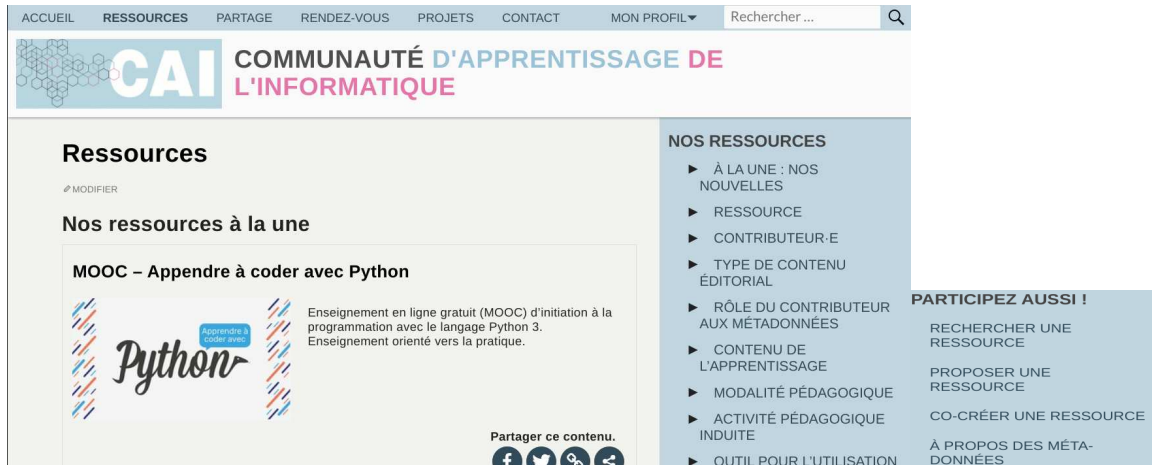 ACCUEIL RESSOURCES PARTAGE RENDEZ-VOUS PROJETS CONTACT MON PROFIL Rechercher ...
CAI
COMMUNAUTÉ D'APPRENTISSAGE DE
L'INFORMATIQUE
Ressources
MODIFIER
Nos ressources à la une
MOOC – Appendre à coder avec Python
Apprendre à
coder avec
Python
Enseignement en ligne gratuit (MOOC) d'initiation à la
programmation avec le langage Python 3.
Enseignement orienté vers la pratique.
Partager ce contenu.
NOS RESSOURCES
À LA UNE : NOS
NOUVELLES
RESSOURCE
CONTRIBUTEUR·E
TYPE DE CONTENU
ÉDITORIAL
RÔLE DU CONTRIBUTEUR
AUX MÉTADONNÉES
CONTENU DE
L'APPRENTISSAGE
MODALITÉ PÉDAGOGIQUE
ACTIVITÉ PÉDAGOGIQUE
INDUITE
OUTIL POUR L'UTILISATION
PARTICIPEZ AUSSI !
RECHERCHER UNE
RESSOURCE
PROPOSER UNE
RESSOURCE
CO-CRÉER UNE RESSOURCE
À PROPOS DES MÉTA-
DONNÉES